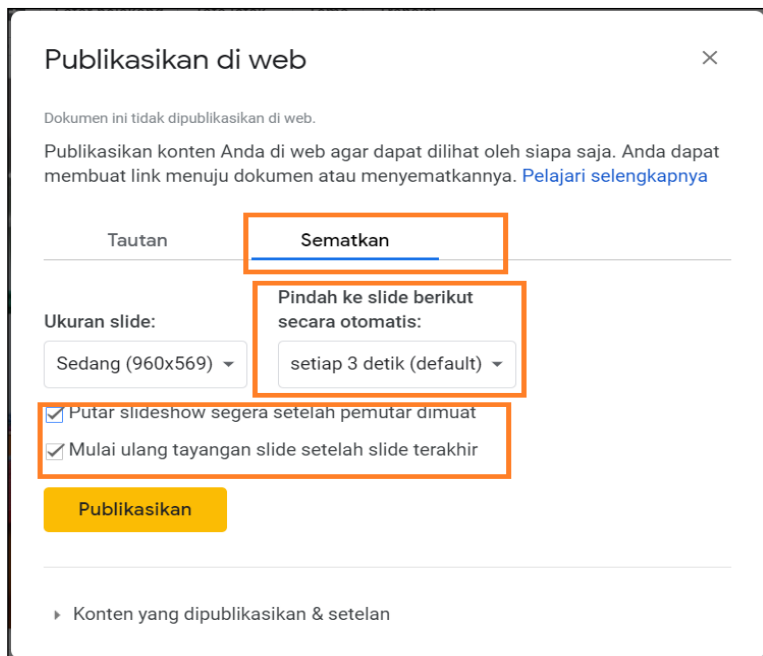 Publikasikan di web
Dokumen ini tidak dipublikasikan di web.
Publikasikan konten Anda di web agar dapat dilihat oleh siapa saja. Anda dapat
membuat link menuju dokumen atau menyematkannya. Pelajari selengkapnya
Tautan
Sematkan
Ukuran slide:
Sedang (960x569)
Pindah ke slide berikut
secara otomatis:
setiap 3 detik (default)
Putar slideshow segera setelah pemutar dimuat
Mulai ulang tayangan slide setelah slide terakhir
Publikasikan
Konten yang dipublikasikan & setelan